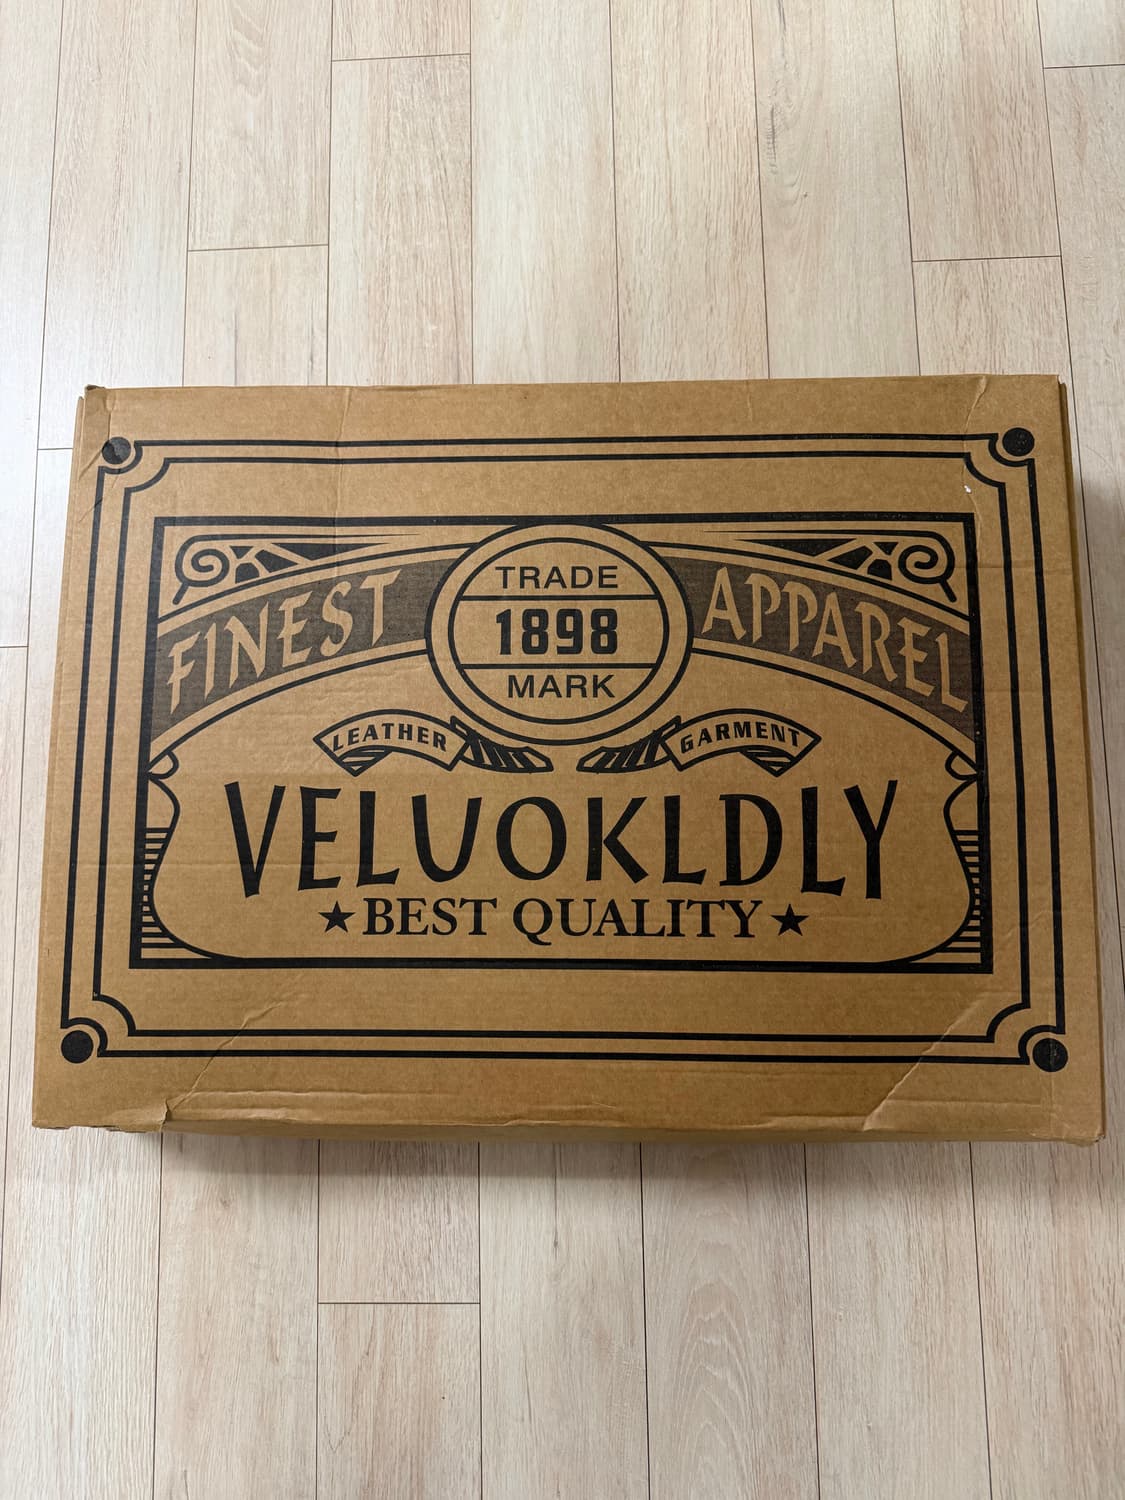 TRADE
FINEST 1898 APPAREL
MARK
LEATHER GARMENT
VELUOKLDLY
★BEST QUALITY★